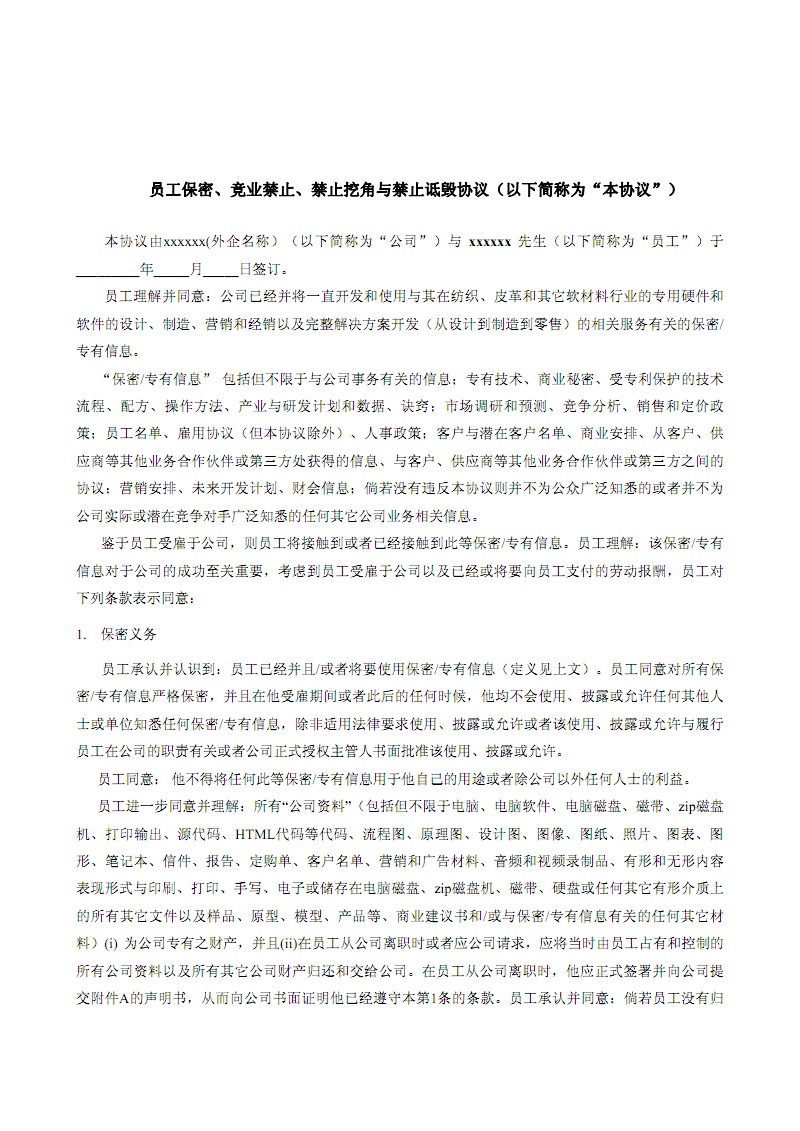 员工保密、竞业禁止、禁止挖角与禁止诋毁协议（以下简称为“本协议”）
本协议由xxxxxx(外企名称）（以下简称为“公司”）与 xxxxxx 先生（以下简称为“员工”）于
_________年_____月_____日签订。
员工理解并同意：公司已经并将一直开发和使用与其在纺织、皮革和其它软材料行业的专用硬件和
软件的设计、制造、营销和经销以及完整解决方案开发（从设计到制造到零售）的相关服务有关的保密/
专有信息。
“保密/专有信息” 包括但不限于与公司事务有关的信息；专有技术、商业秘密、受专利保护的技术
流程、配方、操作方法、产业与研发计划和数据、诀窍；市场调研和预测、竞争分析、销售和定价政
策；员工名单、雇用协议（但本协议除外）、人事政策；客户与潜在客户名单、商业安排、从客户、供
应商等其他业务合作伙伴或第三方处获得的信息、与客户、供应商等其他业务合作伙伴或第三方之间的
协议；营销安排、未来开发计划、财会信息；倘若没有违反本协议则并不为公众广泛知悉的或者并不为
公司实际或潜在竞争对手广泛知悉的任何其它公司业务相关信息。
鉴于员工受雇于公司，则员工将接触到或者已经接触到此等保密/专有信息。员工理解：该保密/专有
信息对于公司的成功至关重要，考虑到员工受雇于公司以及已经或将要向员工支付的劳动报酬，员工对
下列条款表示同意：
1. 保密义务
员工承认并认识到：员工已经并且/或者将要使用保密/专有信息（定义见上文）。员工同意对所有保
密/专有信息严格保密，并且在他受雇期间或者此后的任何时候，他均不会使用、披露或允许任何其他人
士或单位知悉任何保密/专有信息，除非适用法律要求使用、披露或允许或者该使用、披露或允许与履行
员工在公司的职责有关或者公司正式授权主管人书面批准该使用、披露或允许。
员工同意： 他不得将任何此等保密/专有信息用于他自己的用途或者除公司以外任何人士的利益。
员工进一步同意并理解：所有“公司资料”（包括但不限于电脑、电脑软件、电脑磁盘、磁带、zip磁盘
机、打印输出、源代码、HTML代码等代码、流程图、原理图、设计图、图像、图纸、照片、图表、图
形、笔记本、信件、报告、定购单、客户名单、营销和广告材料、音频和视频录制品、有形和无形内容
表现形式与印刷、打印、手写、电子或储存在电脑磁盘、zip磁盘机、磁带、硬盘或任何其它有形介质上
的所有其它文件以及样品、原型、模型、产品等、商业建议书和/或与保密/专有信息有关的任何其它材
料）(i) 为公司专有之财产，并且(ii)在员工从公司离职时或者应公司请求，应将当时由员工占有和控制的
所有公司资料以及所有其它公司财产归还和交给公司。在员工从公司离职时，他应正式签署并向公司提
交附件A的声明书，从而向公司书面证明他已经遵守本第1条的条款。员工承认并同意：倘若员工没有归